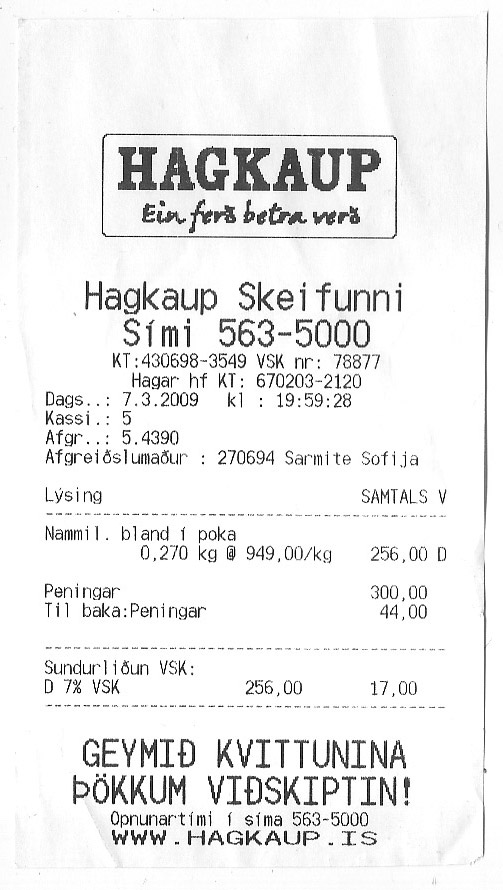 HAGKAUP
Ein ferð betra verð
Hagkaup Skeifunni
Sími 563-5000
KT:430698-3549 VSK nr: 78877
Hagar hf KT: 670203-2120
Dags..: 7.3.2009 kl : 19:59:28
Kassi.: 5
Afgr..: 5.4390
Afgreiðslumaður : 270694 Sarmite Sofija
Lýsing SAMTALS V
Nammil. bland í poka
0,270 kg @ 949,00/kg 256,00 D
Peningar 300,00
Til baka:Peningar 44,00
Sundurliðun VSK:
D 7% VSK 256,00 17,00
GEYMIÐ KVITTUNINA
ÞÖKKUM VIÐSKIPTIN!
Opnunartími í síma 563-5000
WWW.HAGKAUP.IS